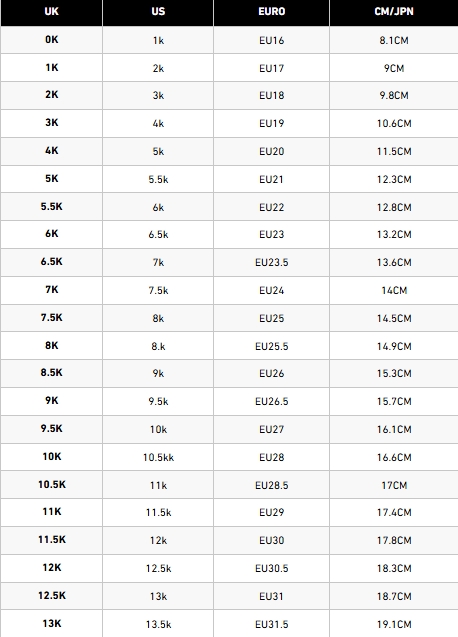 UK US EURO CM/JPN
0K 1k EU16 8.1CM
1K 2k EU17 9CM
2K 3k EU18 9.8CM
3K 4k EU19 10.6CM
4K 5k EU20 11.5CM
5K 5.5k EU21 12.3CM
5.5K 6k EU22 12.8CM
6K 6.5k EU23 13.2CM
6.5K 7k EU23.5 13.6CM
7K 7.5k EU24 14CM
7.5K 8k EU25 14.5CM
8K 8.k EU25.5 14.9CM
8.5K 9k EU26 15.3CM
9K 9.5k EU26.5 15.7CM
9.5K 10k EU27 16.1CM
10K 10.5kk EU28 16.6CM
10.5K 11k EU28.5 17CM
11K 11.5k EU29 17.4CM
11.5K 12k EU30 17.8CM
12K 12.5k EU30.5 18.3CM
12.5K 13k EU31 18.7CM
13K 13.5k EU31.5 19.1CM